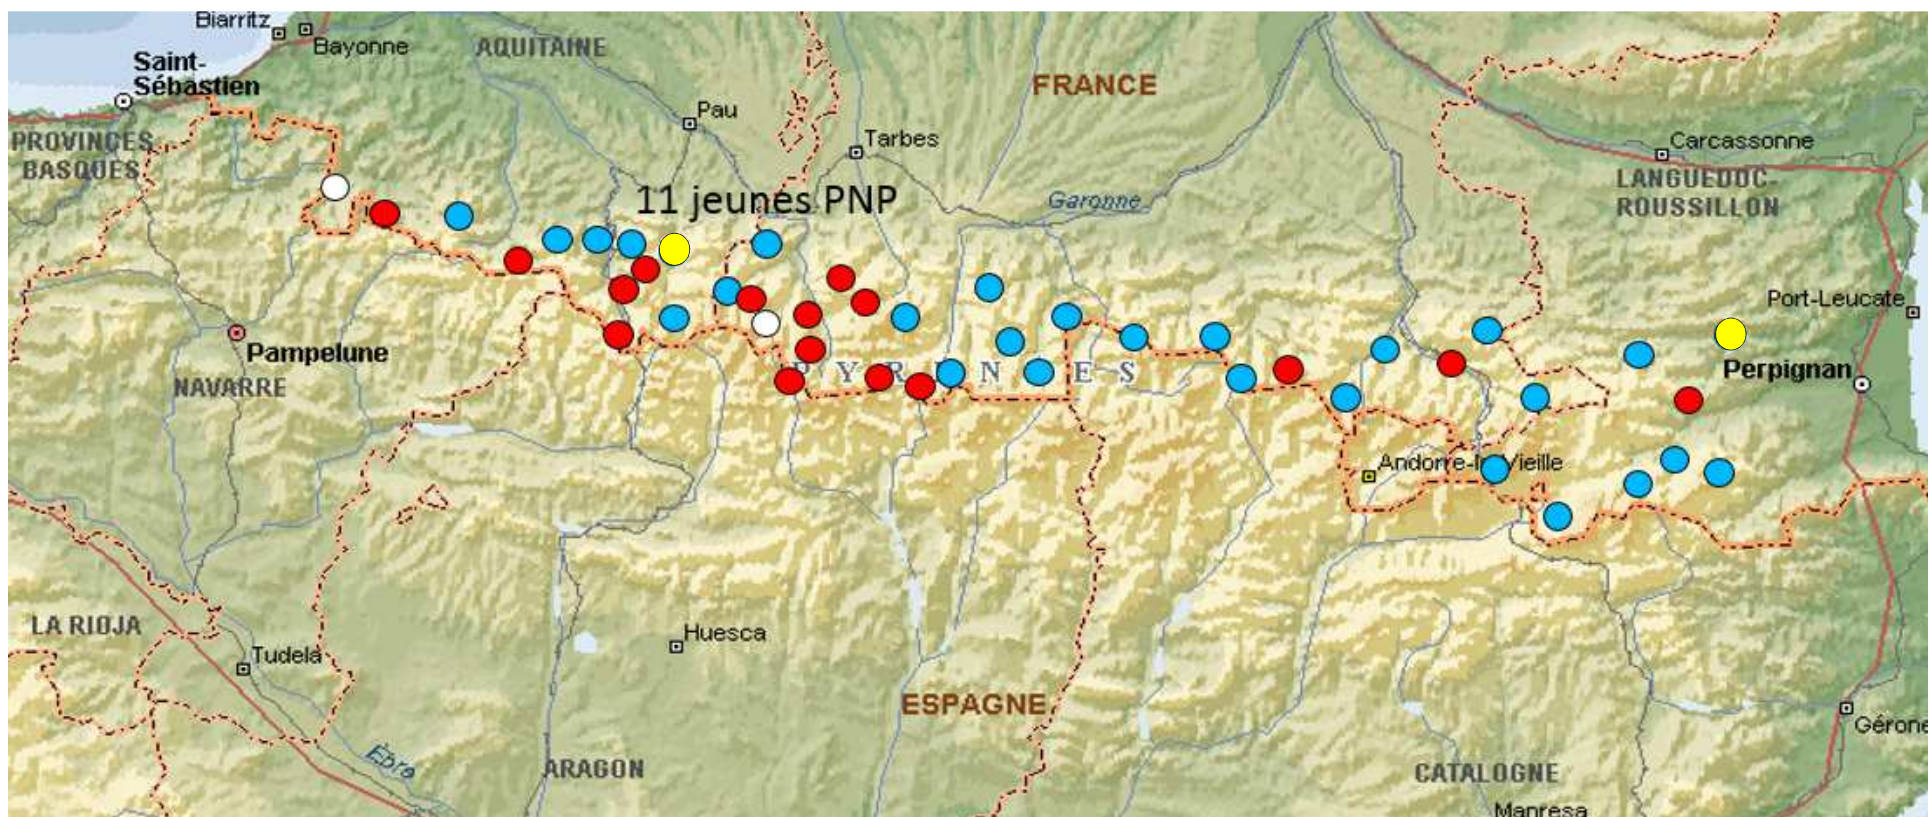 Biarritz
Bayonne
AQUITAINE
Saint-
Sébastien
FRANCE
Pau
Tarbes
Carcassonne
PROVINCES
BASQUES
LANGUEDOC-
ROUSSILLON
11 jeunes PNP
Garonne
Port-Leucate
Pampelune
NAVARRE
Perpignan
Andorre-la-Vieille
LA RIOJA
Tudela
Huesca
ESPAGNE
Gérone
Èbre
ARAGON
CATALOGNE
Manresa